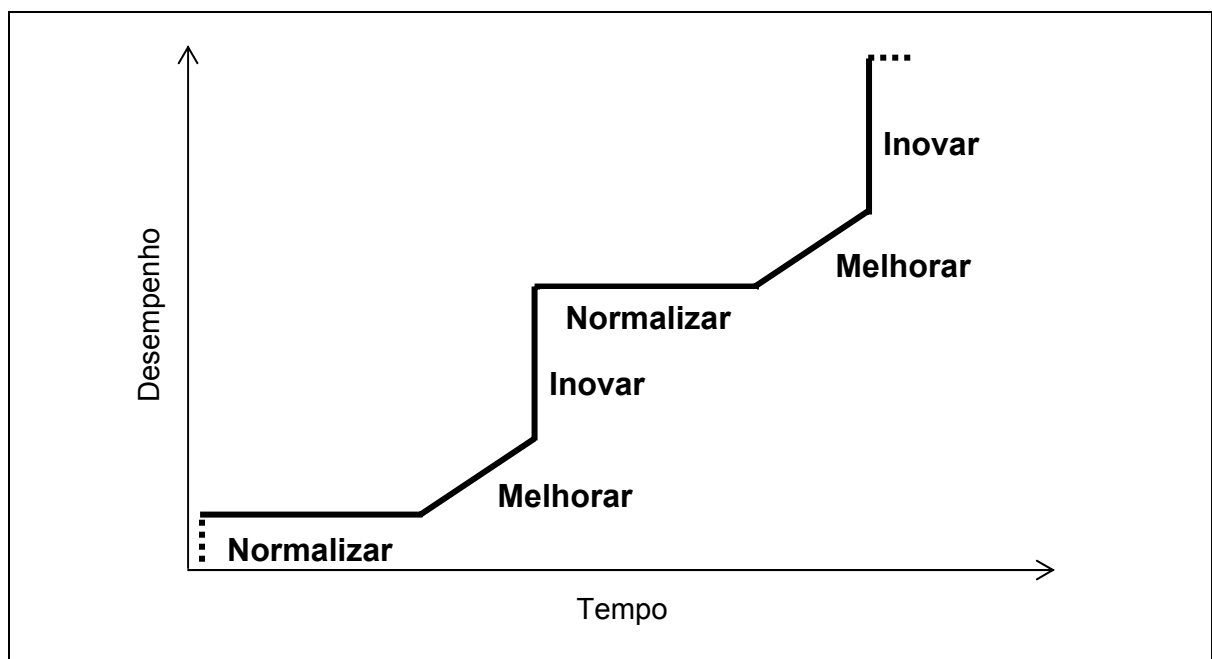 Inovar
Melhorar
Normalizar
Inovar
Melhorar
Normalizar
Desempenho
Tempo